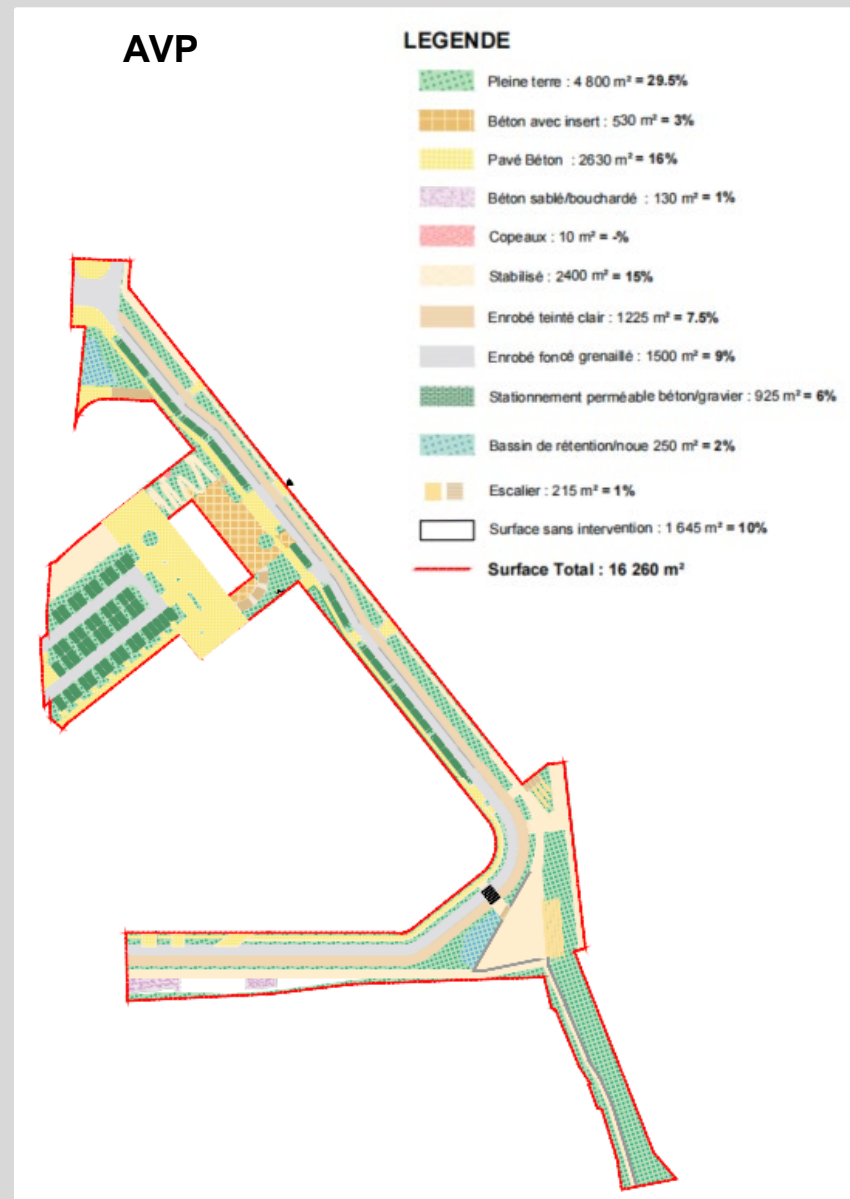 AVP
LEGENDE
Pleine terre : 4 800 m² = 29.5%
Béton avec insert : 530 m² = 3%
Pavé Béton : 2630 m² = 16%
Béton sablé/bouchardé : 130 m² = 1%
Copeaux : 10 m² = -%
Stabilisé : 2400 m² = 15%
Enrobé teinté clair : 1225 m² = 7.5%
Enrobé foncé grenaillé : 1500 m² = 9%
Stationnement perméable béton/gravier : 925 m² = 6%
Bassin de rétention/noue 250 m² = 2%
Escalier : 215 m² = 1%
Surface sans intervention : 1 645 m² = 10%
Surface Total : 16 260 m²